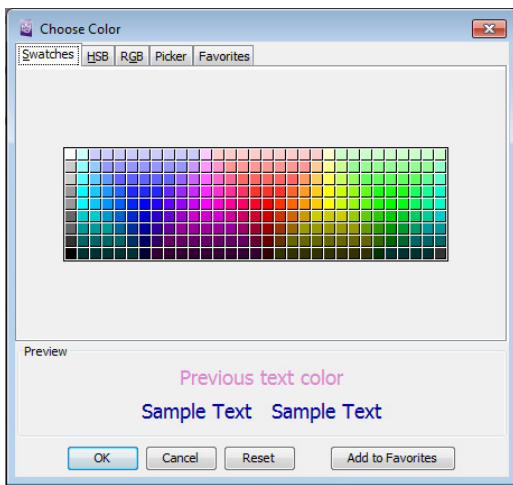 Choose Color
Swatches HSB RGB Picker Favorites
Preview
Previous text color
Sample Text Sample Text
OK Cancel Reset Add to Favorites